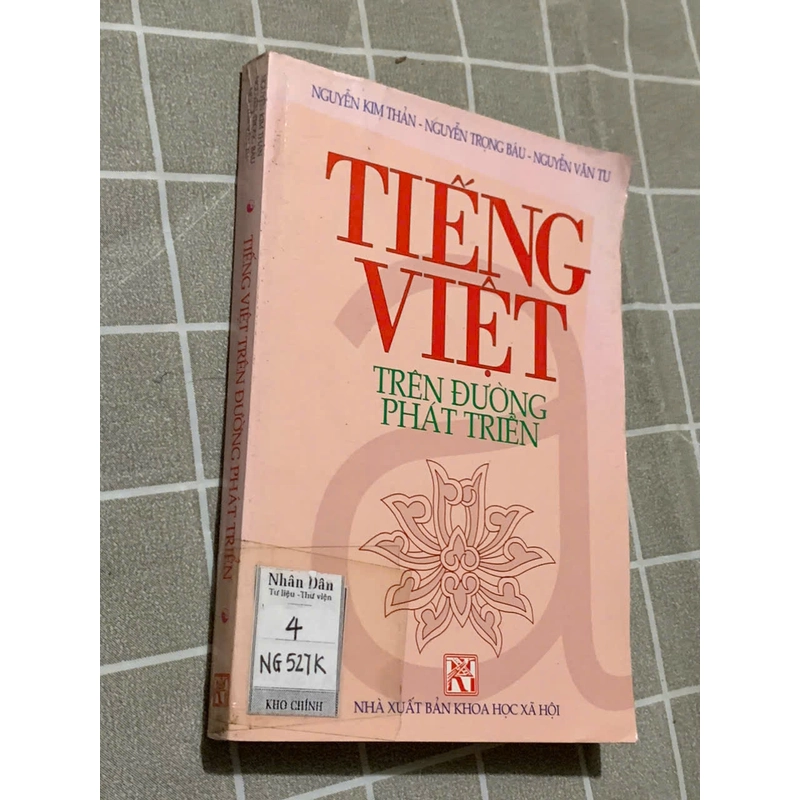 NGUYỄN KIM THẢN - NGUYỄN TRỌNG BÁU - NGUYỄN VĂN TU
TIẾNG
VIỆT
TRÊN ĐƯỜNG
PHÁT TRIỂN
NHÀ XUẤT BẢN KHOA HỌC XÃ HỘI
Nhân Dân
Tư liệu - Thư viện
4
NG 527K
KHO CHÍNH
TIẾNG VIỆT TRÊN ĐƯỜNG PHÁT TRIỂN